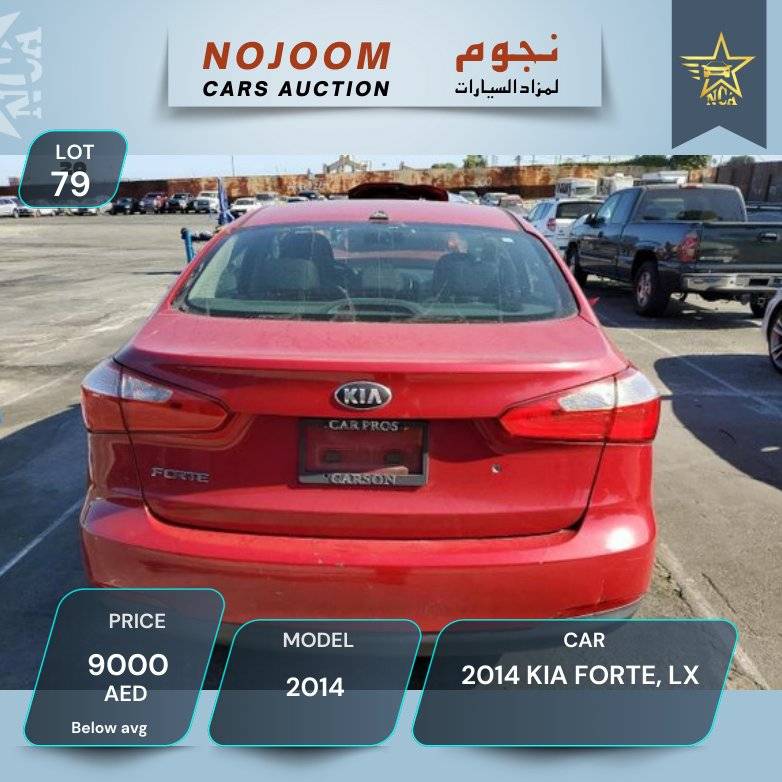 NOJOOM
CARS AUCTION
نجوم
لمزاد السيارات
NCA
NCA
LOT
79
KIA
CAR PROS
FORTE
CARSON
PRICE
9000
AED
Below avg
MODEL
2014
CAR
2014 KIA FORTE, LX